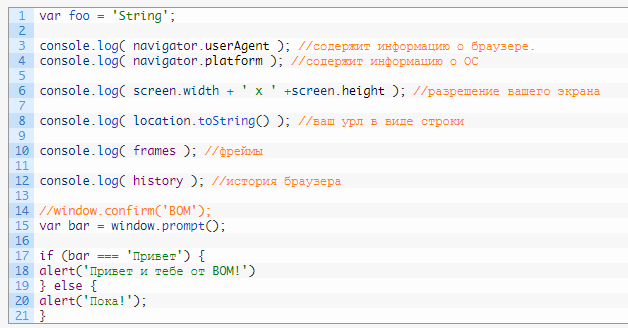 1 var foo = 'String';
2
3 console.log( navigator.userAgent ); //содержит информацию о браузере.
4 console.log( navigator.platform ); //содержит информацию о ОС
5
6 console.log( screen.width + ' x ' +screen.height ); //разрешение вашего экрана
7
8 console.log( location.toString() ); //ваш урл в виде строки
9
10 console.log( frames ); //фреймы
11
12 console.log( history ); //история браузера
13
14 //window.confirm('BOM');
15 var bar = window.prompt();
16
17 if (bar === 'Привет') {
18 alert('Привет и тебе от BOM!')
19 } else {
20 alert('Пока!');
21 }